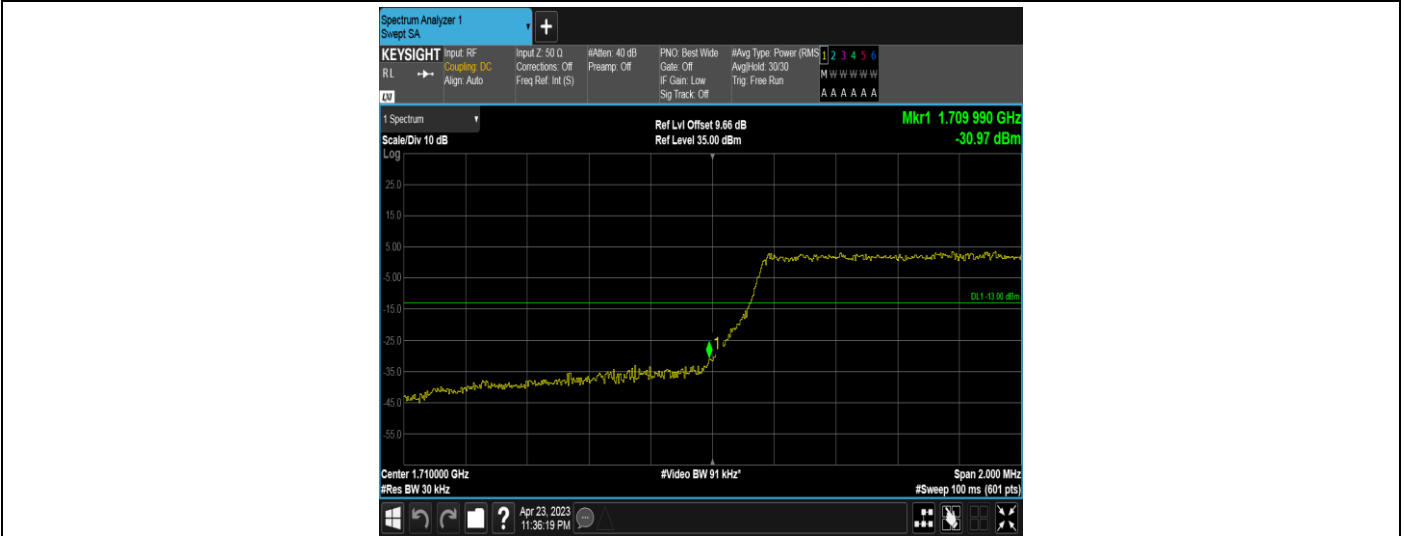 Spectrum Analyzer 1
Swept SA
+
KEYSIGHT Input: RF Input Z: 50 Ω #Atten: 40 dB PNO: Best Wide #Avg Type: Power (RMS 1 2 3 4 5 6
RL Coupling: DC Corrections: Off Preamp: Off Gate: Off Avg|Hold: 30/30 M W W W W W
Align: Auto Freq Ref: Int (S) IF Gain: Low Trig: Free Run
LXI Sig Track: Off A A A A A A
1 Spectrum Ref Lvl Offset 9.66 dB Mkr1 1.709 990 GHz
Scale/Div 10 dB Ref Level 35.00 dBm -30.97 dBm
Log
25.0
15.0
5.00
-5.00
DL1 -13.00 dBm
-15.0
-25.0
1
-35.0
-45.0
-55.0
Center 1.710000 GHz #Video BW 91 kHz* Span 2.000 MHz
#Res BW 30 kHz #Sweep 100 ms (601 pts)
? Apr 23, 2023
11:36:19 PM